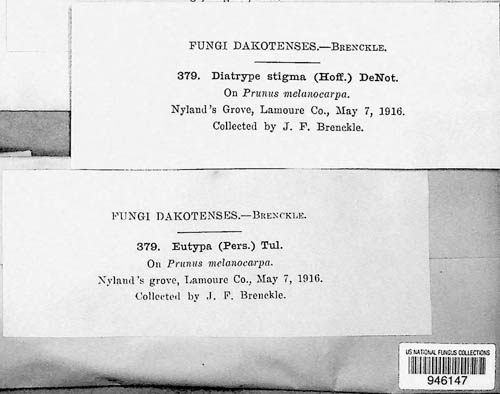 FUNGI DAKOTENSES.—BRENCKLE.
379. Diatrype stigma (Hoff.) DeNot.
On Prunus melanocarpa.
Nyland's Grove, Lamoure Co., May 7, 1916.
Collected by J. F. Brenckle.
FUNGI DAKOTENSES.—BRENCKLE.
379. Eutypa (Pers.) Tul.
On Prunus melanocarpa.
Nyland's grove, Lamoure Co., May 7, 1916.
Collected by J. F. Brenckle.
US NATIONAL FUNGUS COLLECTIONS
946147